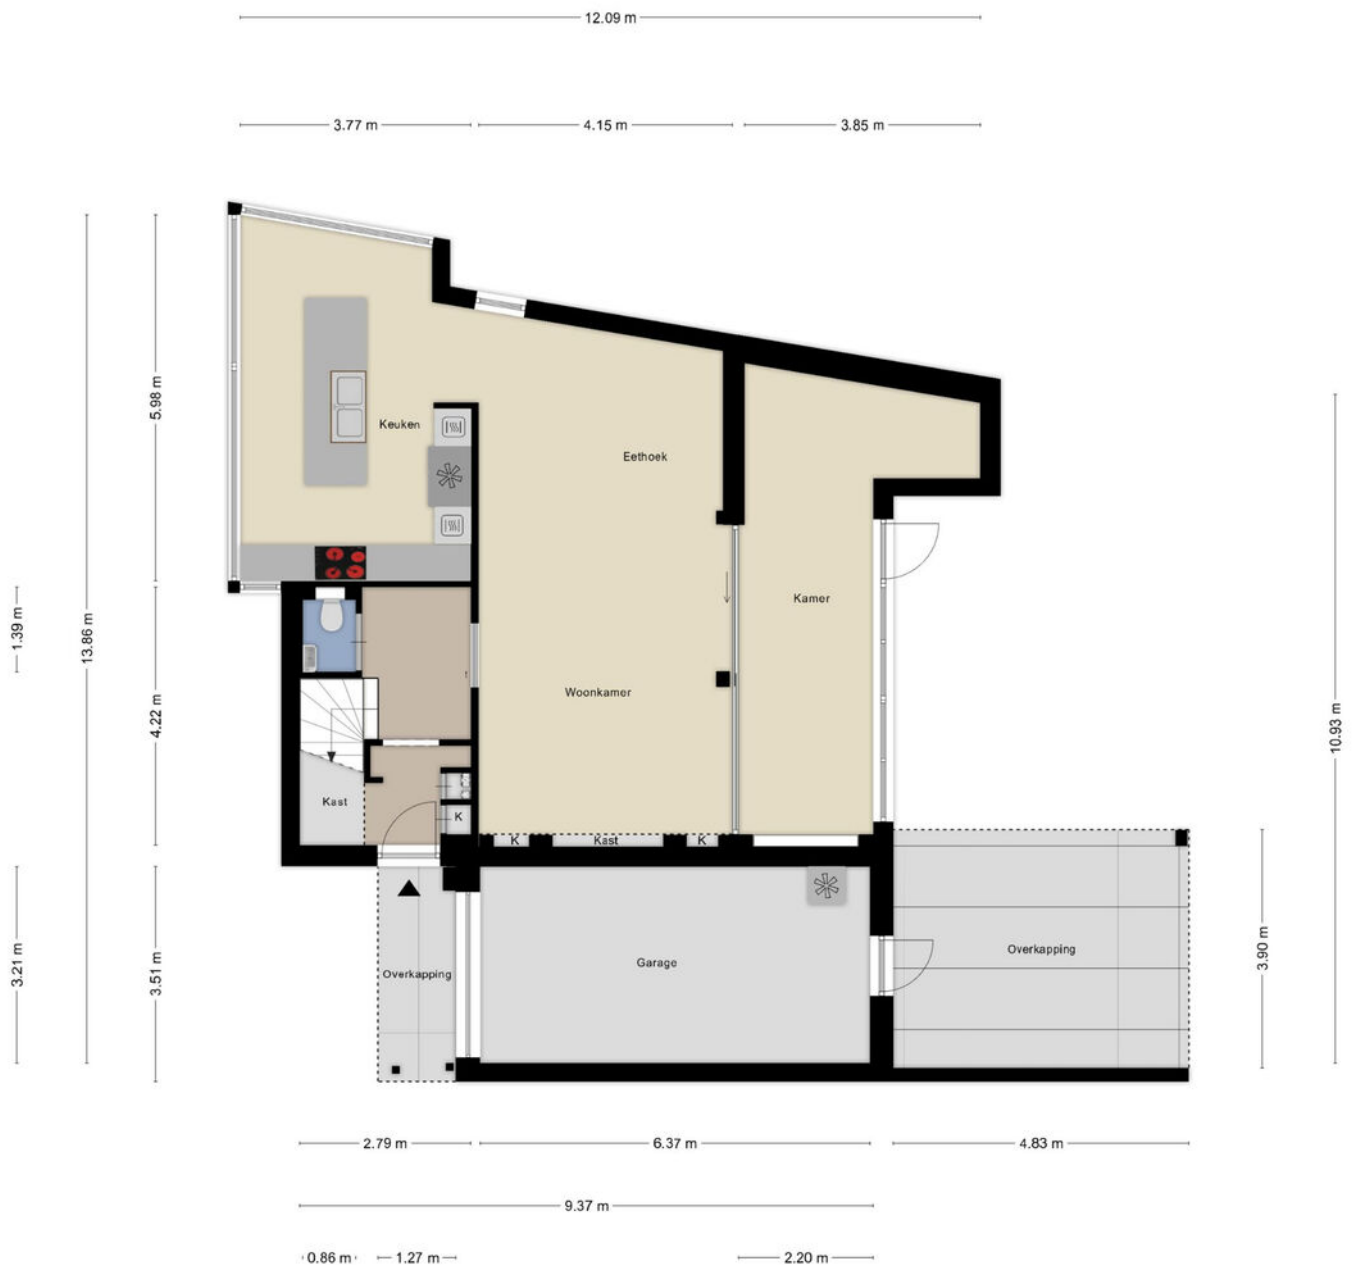 12.09 m
3.77 m
4.15 m
3.85 m
5.98 m
Keuken
Eethoek
1.39 m
13.86 m
Kamer
4.22 m
Woonkamer
10.93 m
Kast
K
K
Kast
K
3.21 m
3.51 m
Overkapping
Garage
Overkapping
3.90 m
2.79 m
6.37 m
4.83 m
9.37 m
0.86 m
1.27 m
2.20 m